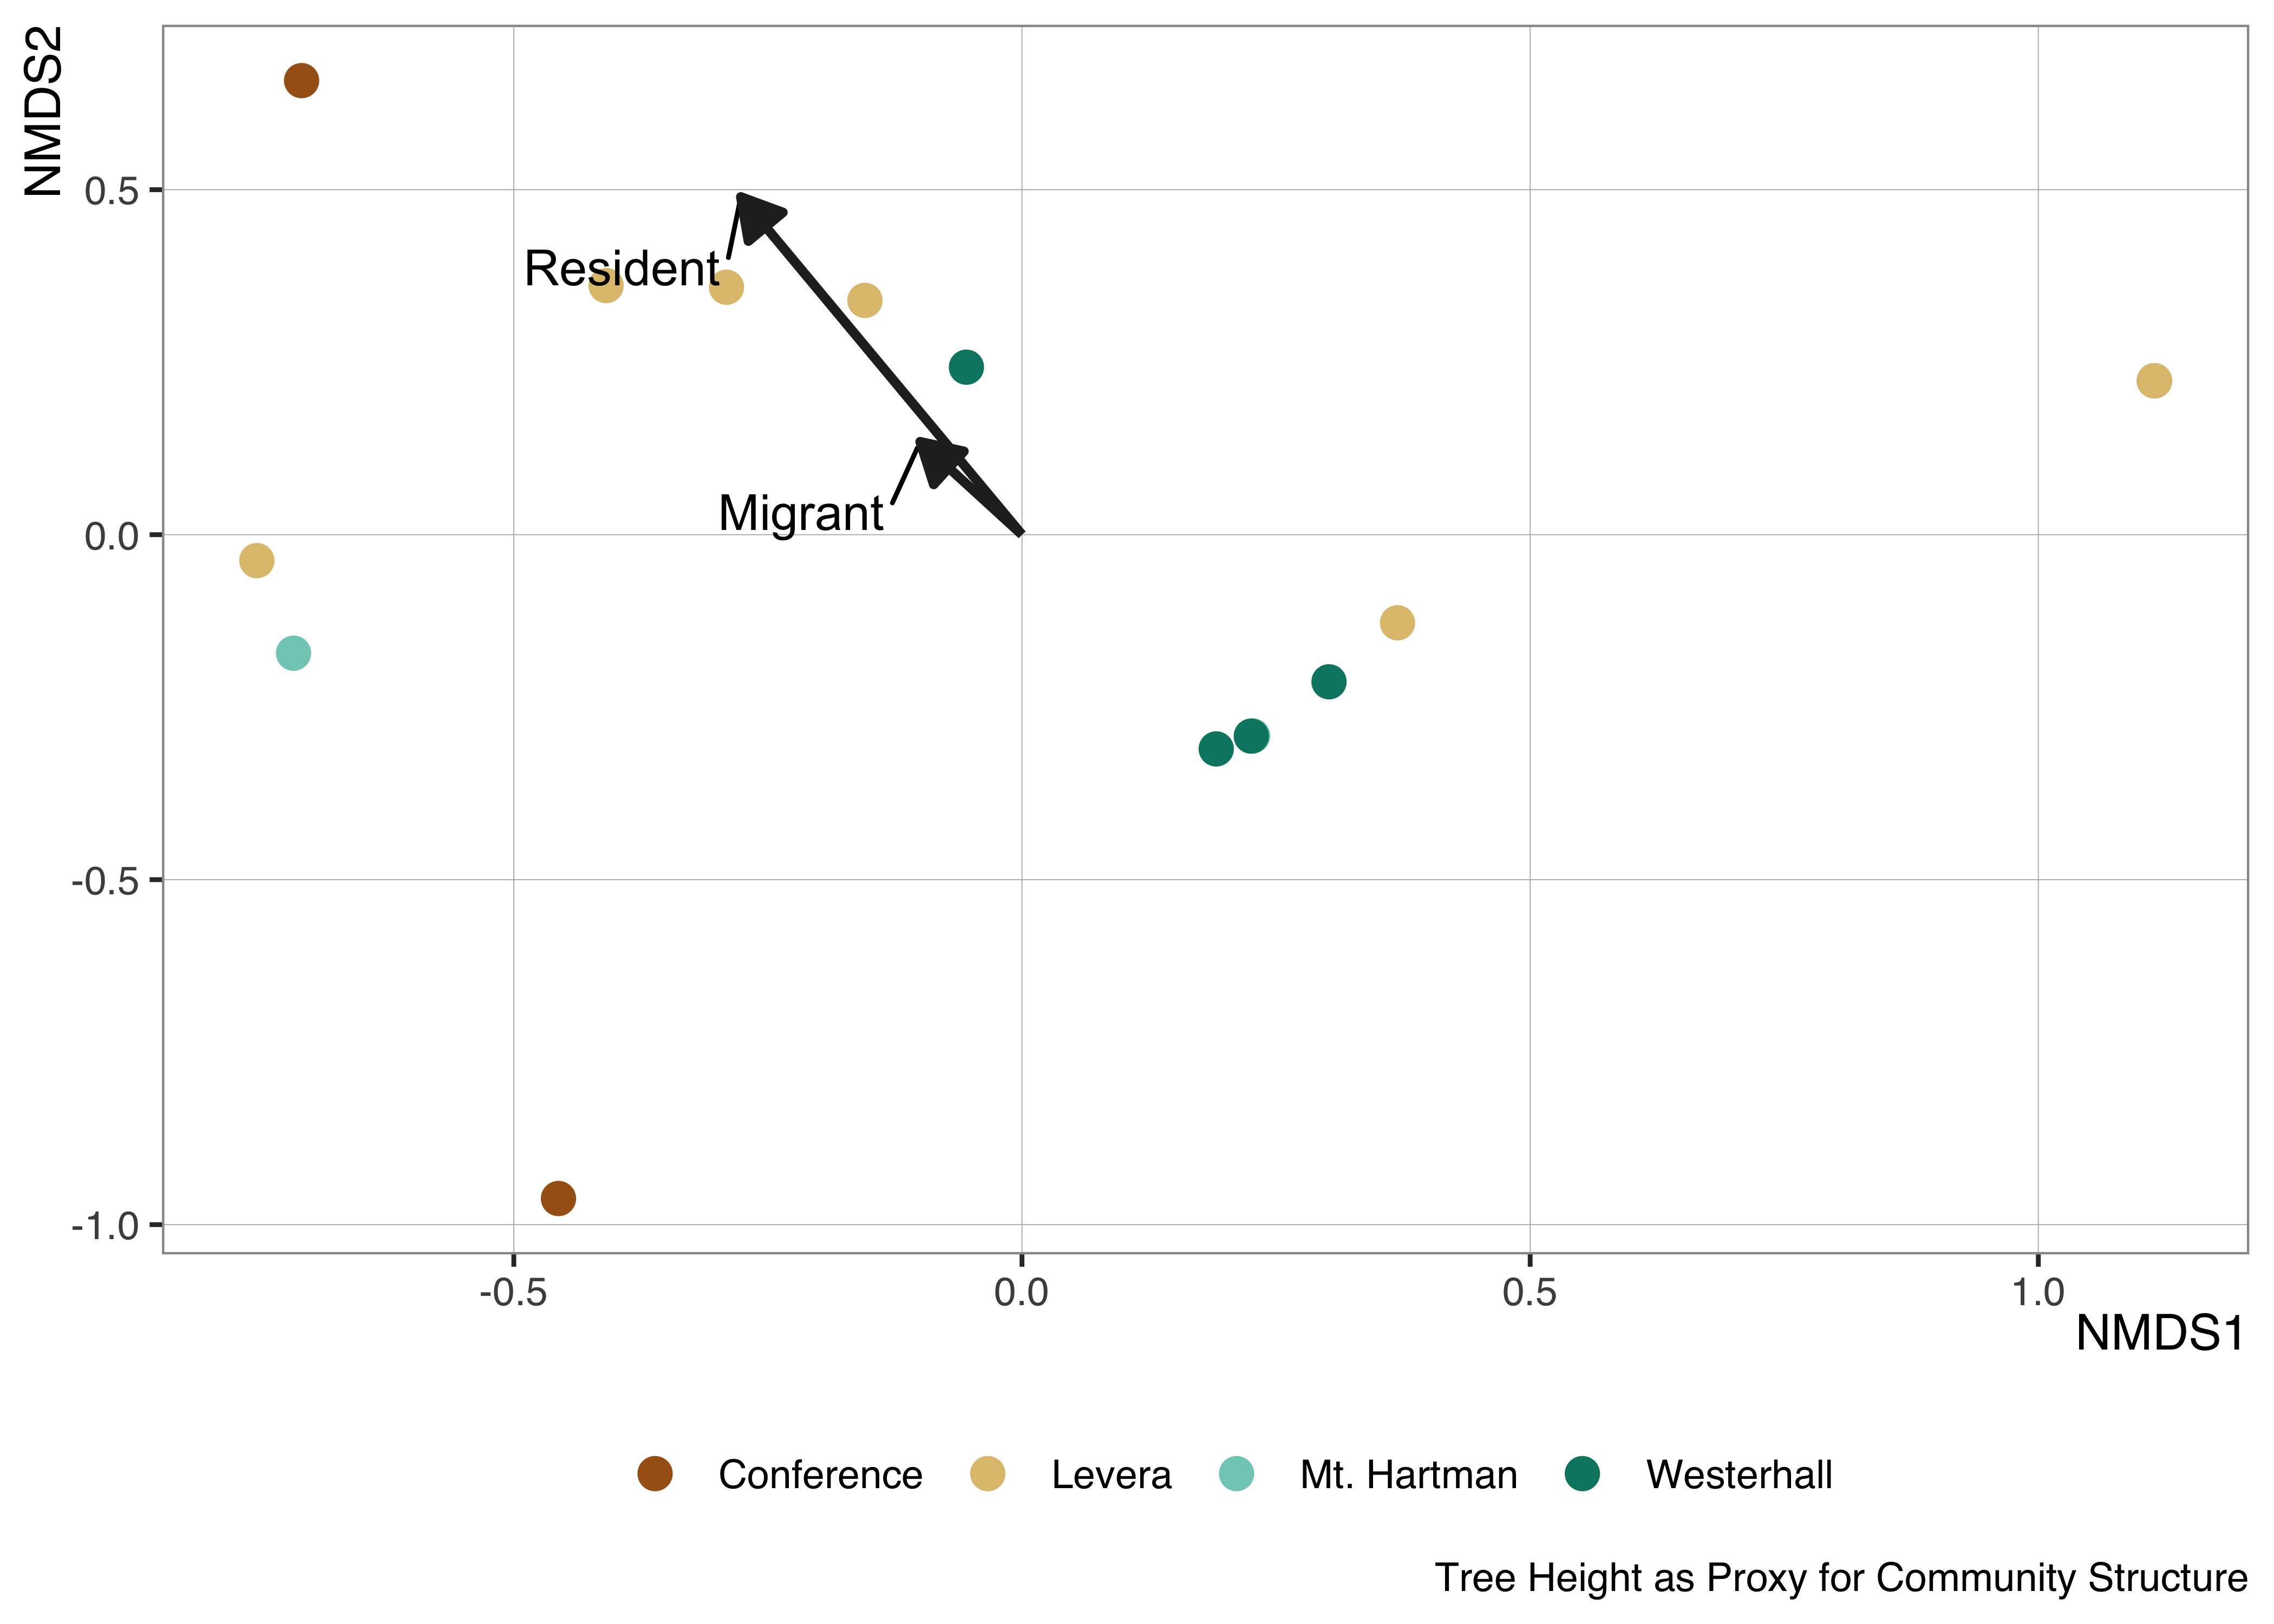 NMDS2
0.5
Resident
Migrant
0.0
-0.5
-1.0
-0.5 0.0 0.5 1.0
NMDS1
Conference Levera Mt. Hartman Westerhall
Tree Height as Proxy for Community Structure